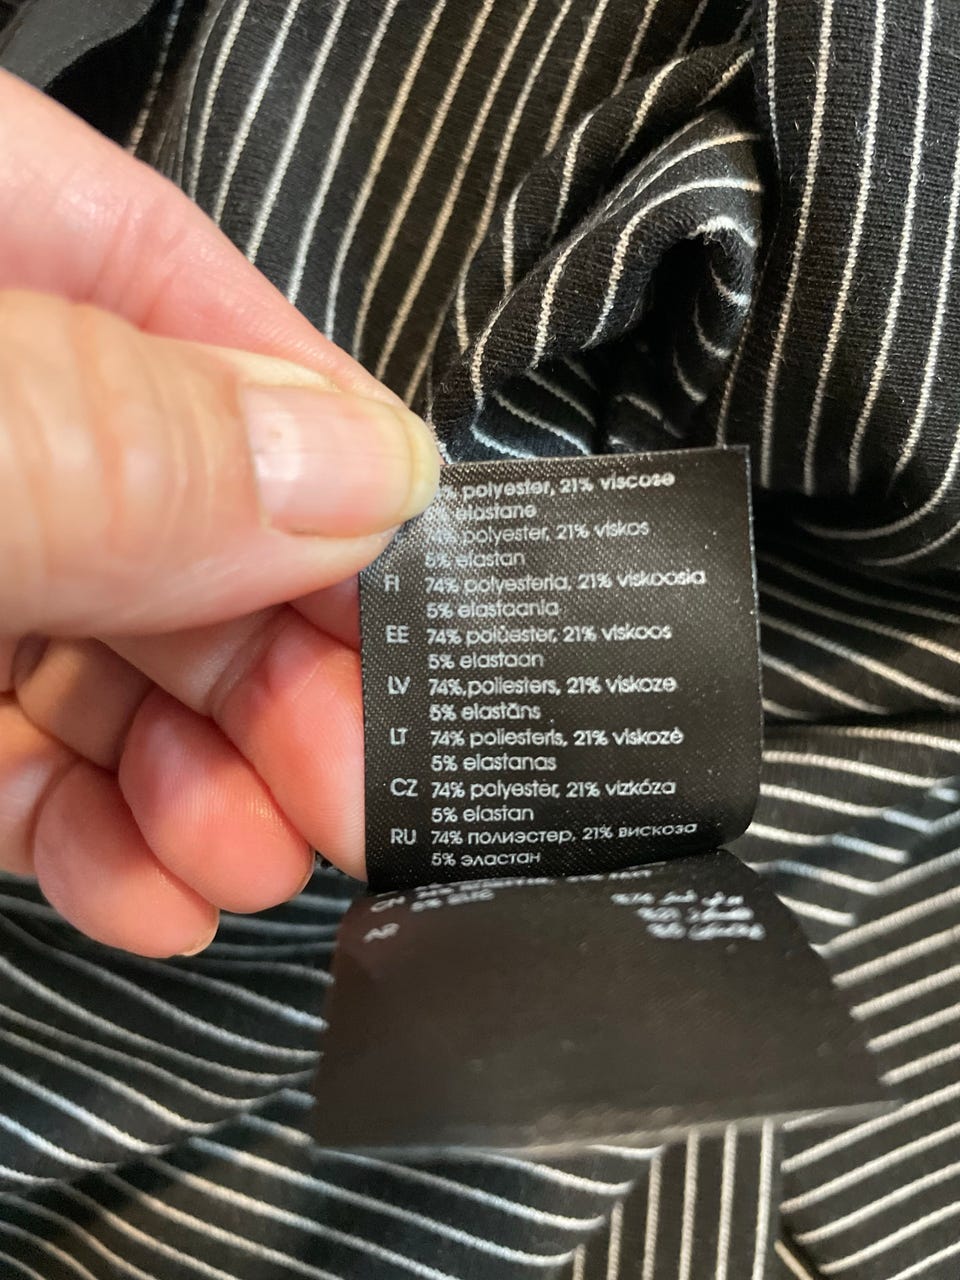 polyester, 21% viscose
5% elastane
polyester, 21% viskos
5% elastan
FI 74% polyesteria, 21% viskoosia
5% elastaania
EE 74% polüester, 21% viskoos
5% elastaan
LV 74% poliesters, 21% viskoze
5% elastāns
LT 74% poliesteris, 21% viskozė
5% elastanas
CZ 74% polyester, 21% vizkóza
5% elastan
RU 74% полиэстер, 21% вискоза
5% эластан
CN